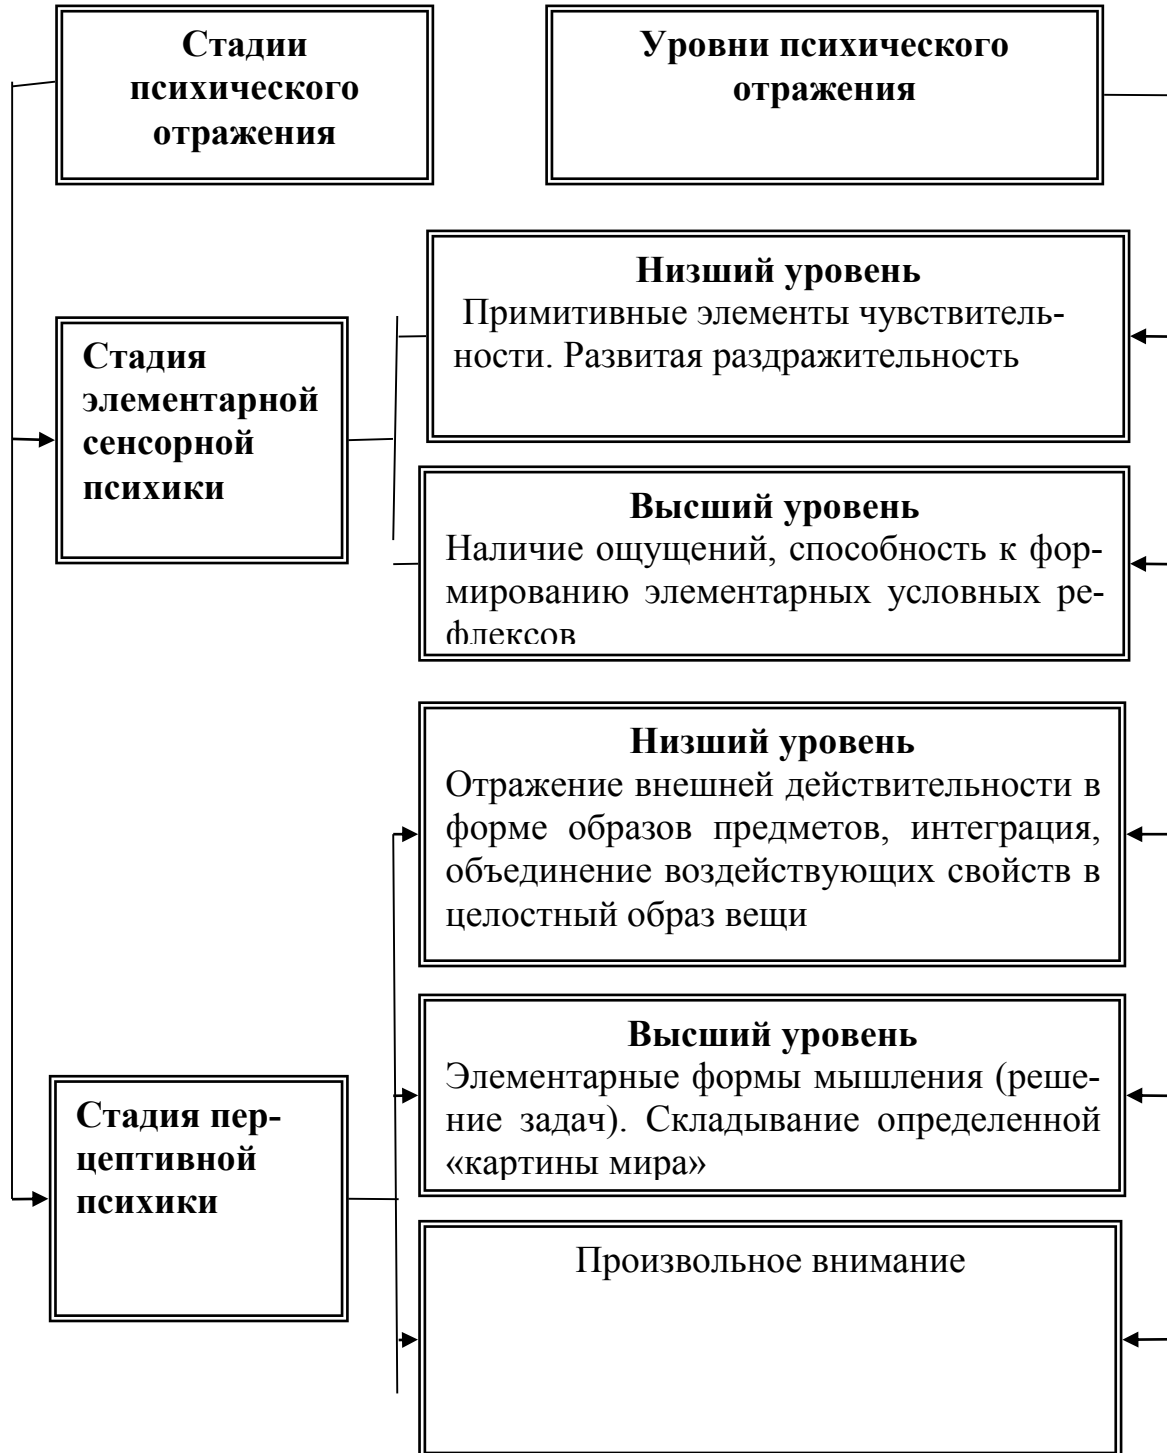 Стадии
психического
отражения
Уровни психического
отражения
Стадия
элементарной
сенсорной
психики
Низший уровень
Примитивные элементы чувствитель-
ности. Развитая раздражительность
Высший уровень
Наличие ощущений, способность к фор-
мированию элементарных условных ре-
флексов
Стадия пер-
цептивной
психики
Низший уровень
Отражение внешней действительности в
форме образов предметов, интеграция,
объединение воздействующих свойств в
целостный образ вещи
Высший уровень
Элементарные формы мышления (реше-
ние задач). Складывание определенной
«картины мира»
Произвольное внимание